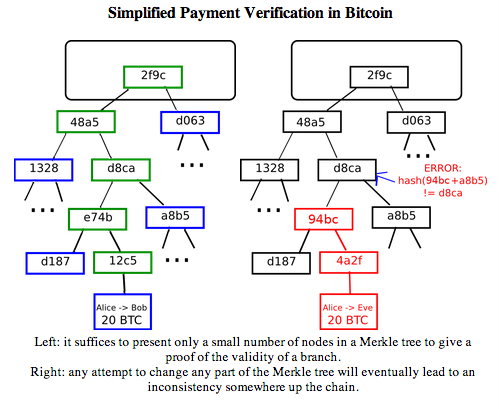 Simplified Payment Verification in Bitcoin
2f9c
2f9c
48a5
d063
48a5
d063
...
...
1328
d8ca
1328
d8ca
ERROR:
hash(94bc+a8b5)
!= d8ca
...
...
e74b
a8b5
94bc
a8b5
d187
12c5
...
d187
4a2f
...
Alice -> Bob
20 BTC
Alice -> Eve
20 BTC
Left: it suffices to present only a small number of nodes in a Merkle tree to give a
proof of the validity of a branch.
Right: any attempt to change any part of the Merkle tree will eventually lead to an
inconsistency somewhere up the chain.